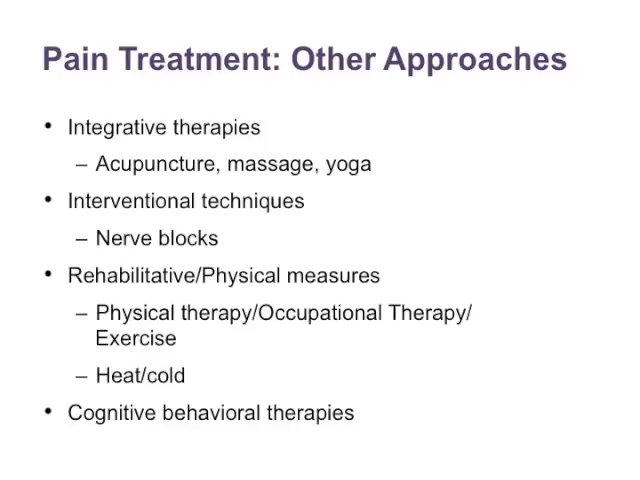 Pain Treatment: Other Approaches
• Integrative therapies
– Acupuncture, massage, yoga
• Interventional techniques
– Nerve blocks
• Rehabilitative/Physical measures
– Physical therapy/Occupational Therapy/
Exercise
– Heat/cold
• Cognitive behavioral therapies